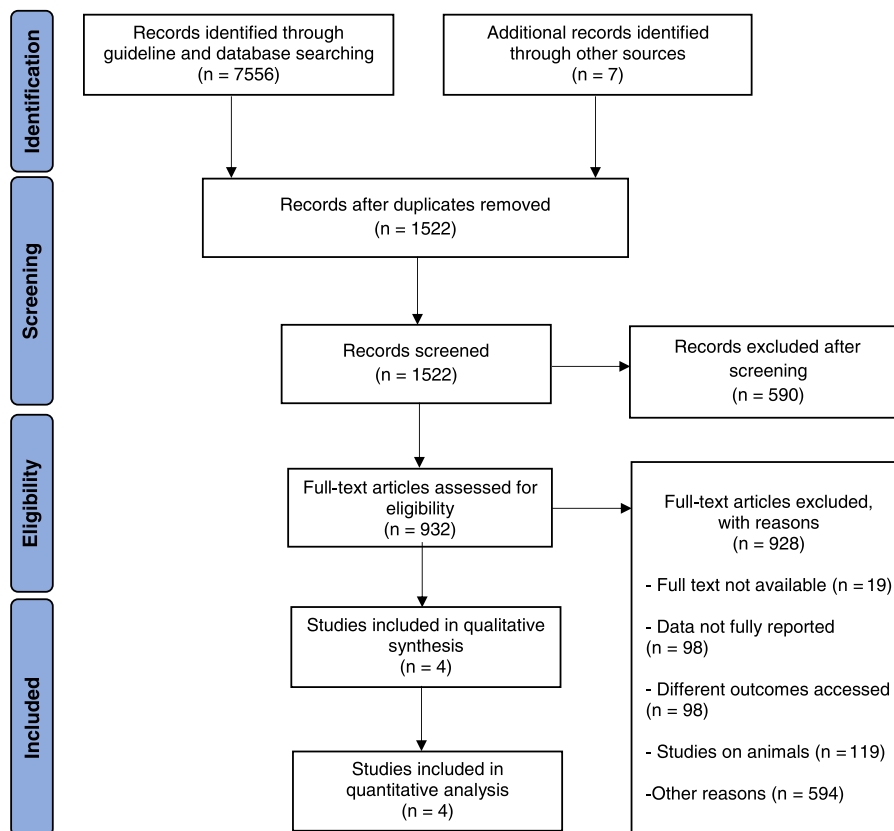 Identification
Records identified through
guideline and database searching
(n = 7556)
Additional records identified
through other sources
(n = 7)
Screening
Records after duplicates removed
(n = 1522)
Records screened
(n = 1522)
Records excluded after
screening
(n = 590)
Eligibility
Full-text articles assessed for
eligibility
(n = 932)
Full-text articles excluded,
with reasons
(n = 928)
- Full text not available (n = 19)
- Data not fully reported
(n = 98)
- Different outcomes accessed
(n = 98)
- Studies on animals (n = 119)
-Other reasons (n = 594)
Included
Studies included in qualitative
synthesis
(n = 4)
Studies included in
quantitative analysis
(n = 4)